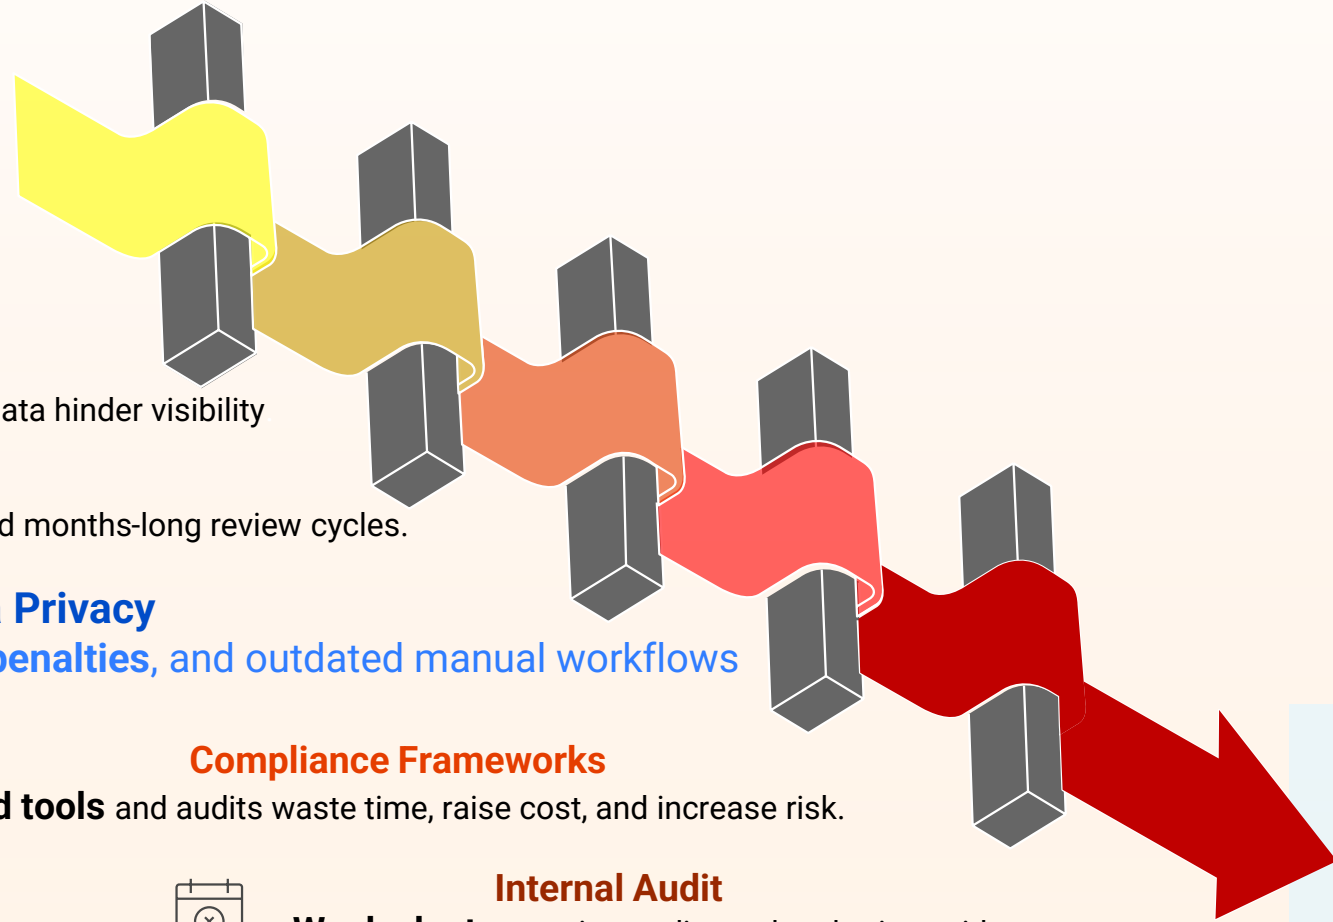 ata hinder visibility
d months-long review cycles.
Privacy
penalties, and outdated manual workflows
Compliance Frameworks
d tools and audits waste time, raise cost, and increase risk.
Internal Audit